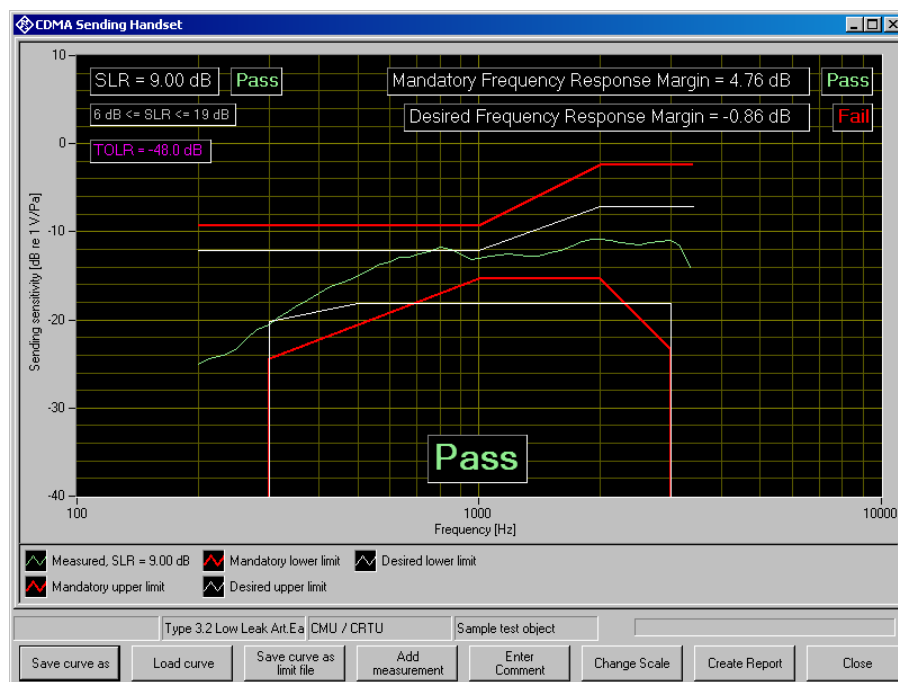 CDMA Sending Handset
10
0
-10
-20
-30
-40
Sending sensitivity [dB re 1 V/Pa]
SLR = 9.00 dB Pass
6 dB <= SLR <= 19 dB
TOLR = -48.0 dB
Mandatory Frequency Response Margin = 4.76 dB Pass
Desired Frequency Response Margin = -0.86 dB Fail
Pass
100 1000 10000
Frequency [Hz]
Measured, SLR = 9.00 dB Mandatory lower limit Desired lower limit
Mandatory upper limit Desired upper limit
Type 3.2 Low Leak Art.Ea CMU / CRTU Sample test object
Save curve as Load curve Save curve as limit file Add measurement Enter Comment Change Scale Create Report Close